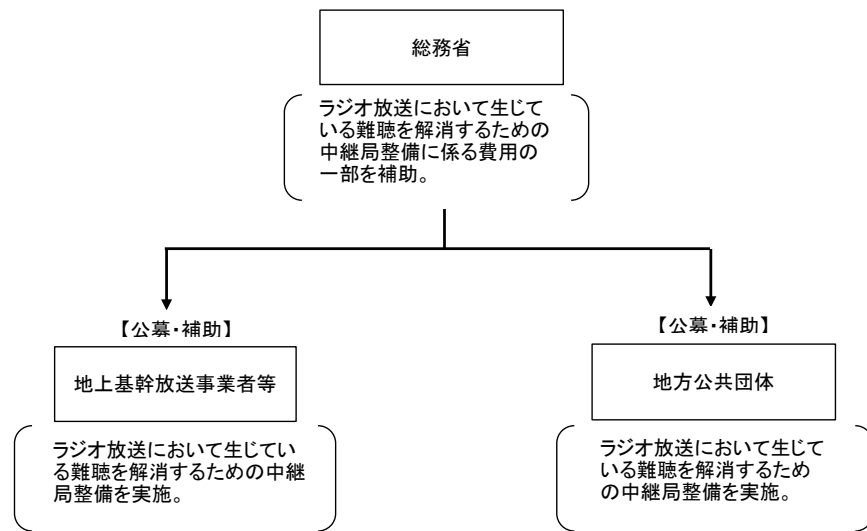 総務省
ラジオ放送において生じて
いる難聴を解消するための
中継局整備に係る費用の
一部を補助。
【公募・補助】
地上基幹放送事業者等
ラジオ放送において生じてい
る難聴を解消するための中継
局整備を実施。
【公募・補助】
地方公共団体
ラジオ放送において生じて
いる難聴を解消するため
の中継局整備を実施。